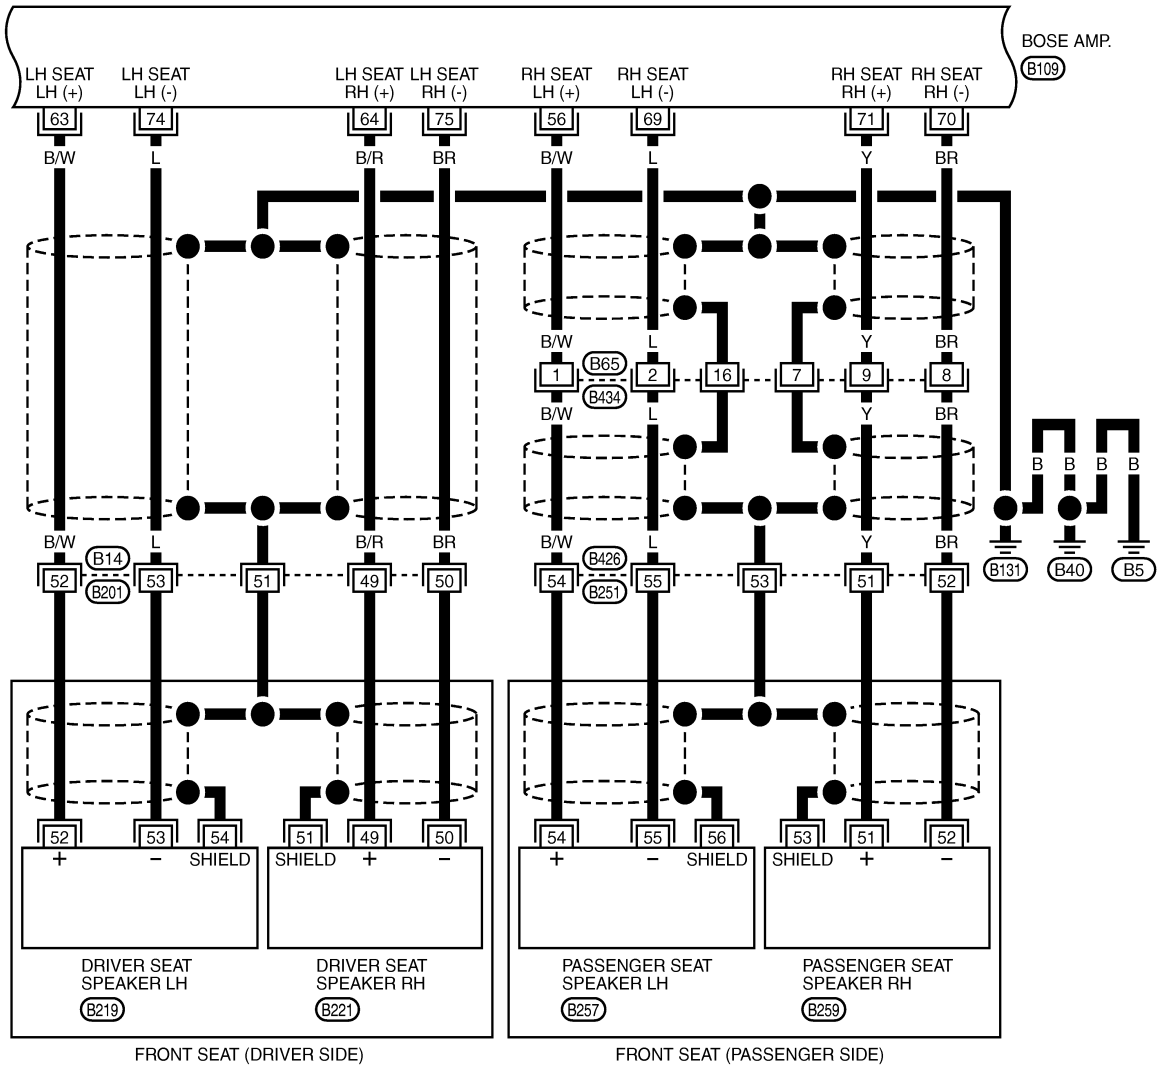 BOSE AMP.
B109
LH SEAT LH SEAT LH SEAT LH SEAT RH SEAT RH SEAT RH SEAT RH SEAT
LH (+) LH (-) RH (+) RH (-) LH (+) LH (-) RH (+) RH (-)
63 74 64 75 56 69 71 70
B/W L B/R BR B/W L Y BR
B/W L Y BR
B65
1 2 16 7 9 8
B434
B/W L Y BR
B B B B
B/W L B/R BR B/W L Y BR
B14 B426
52 53 51 49 50 54 55 53 51 52
B201 B251
B131 B40 B5
52 53 54 51 49 50 54 55 56 53 51 52
+ − SHIELD SHIELD + − + − SHIELD SHIELD + −
DRIVER SEAT DRIVER SEAT PASSENGER SEAT PASSENGER SEAT
SPEAKER LH SPEAKER RH SPEAKER LH SPEAKER RH
B219 B221 B257 B259
FRONT SEAT (DRIVER SIDE) FRONT SEAT (PASSENGER SIDE)